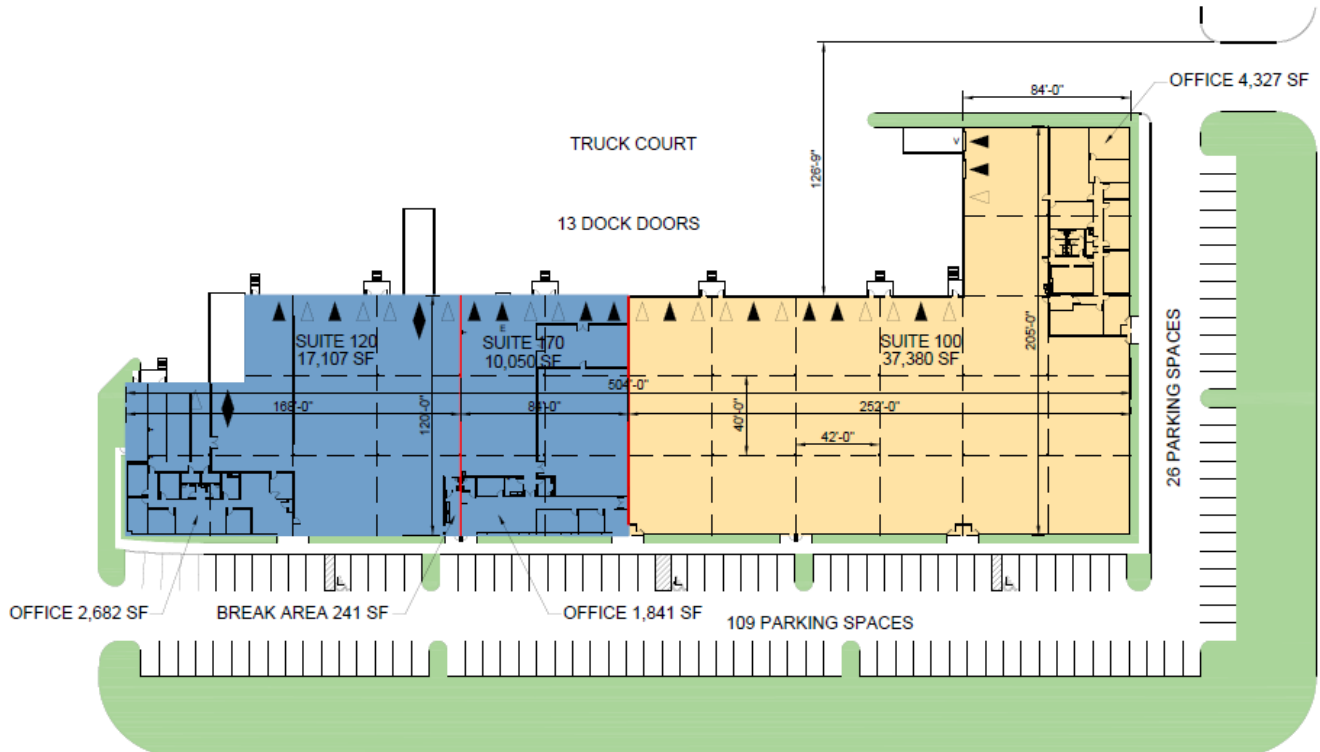 OFFICE 4,327 SF
84'-0"
TRUCK COURT
126'-9"
13 DOCK DOORS
V
E
SUITE 120
17,107 SF
SUITE 170
10,050 SF
SUITE 100
37,380 SF
205'-0"
504'-0"
168'-0"
120'-0"
84'-0"
252'-0"
40'-0"
42'-0"
26 PARKING SPACES
OFFICE 2,682 SF
BREAK AREA 241 SF
OFFICE 1,841 SF
109 PARKING SPACES